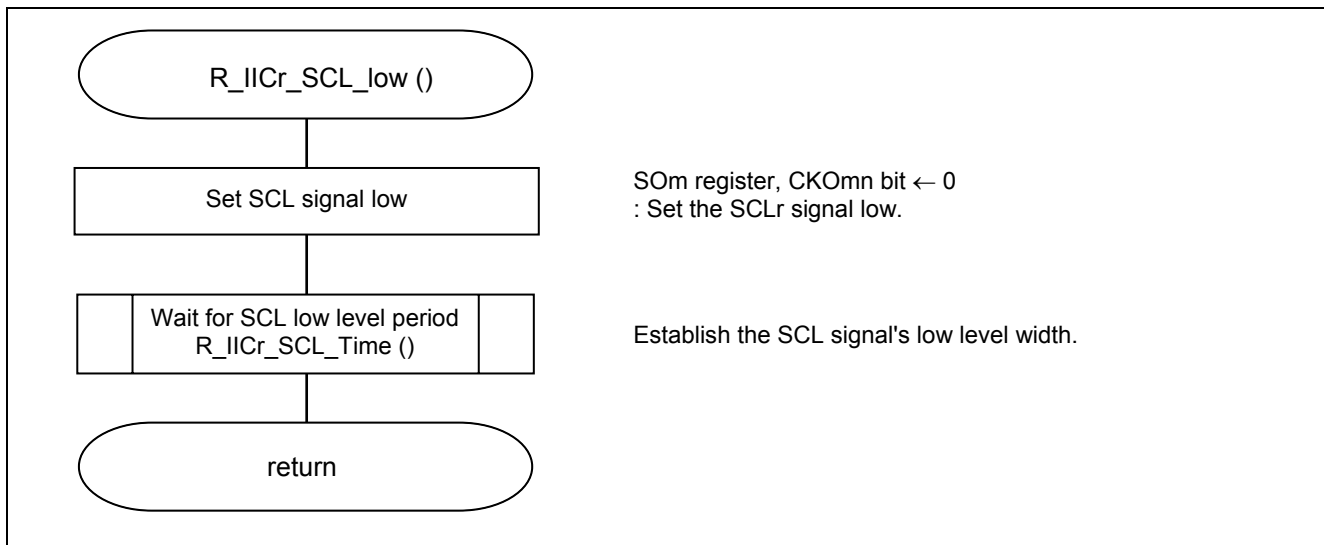 R_IICr_SCL_low ()
Set SCL signal low
SOm register, CKOmn bit ← 0
: Set the SCLr signal low.
Wait for SCL low level period
R_IICr_SCL_Time ()
Establish the SCL signal's low level width.
return